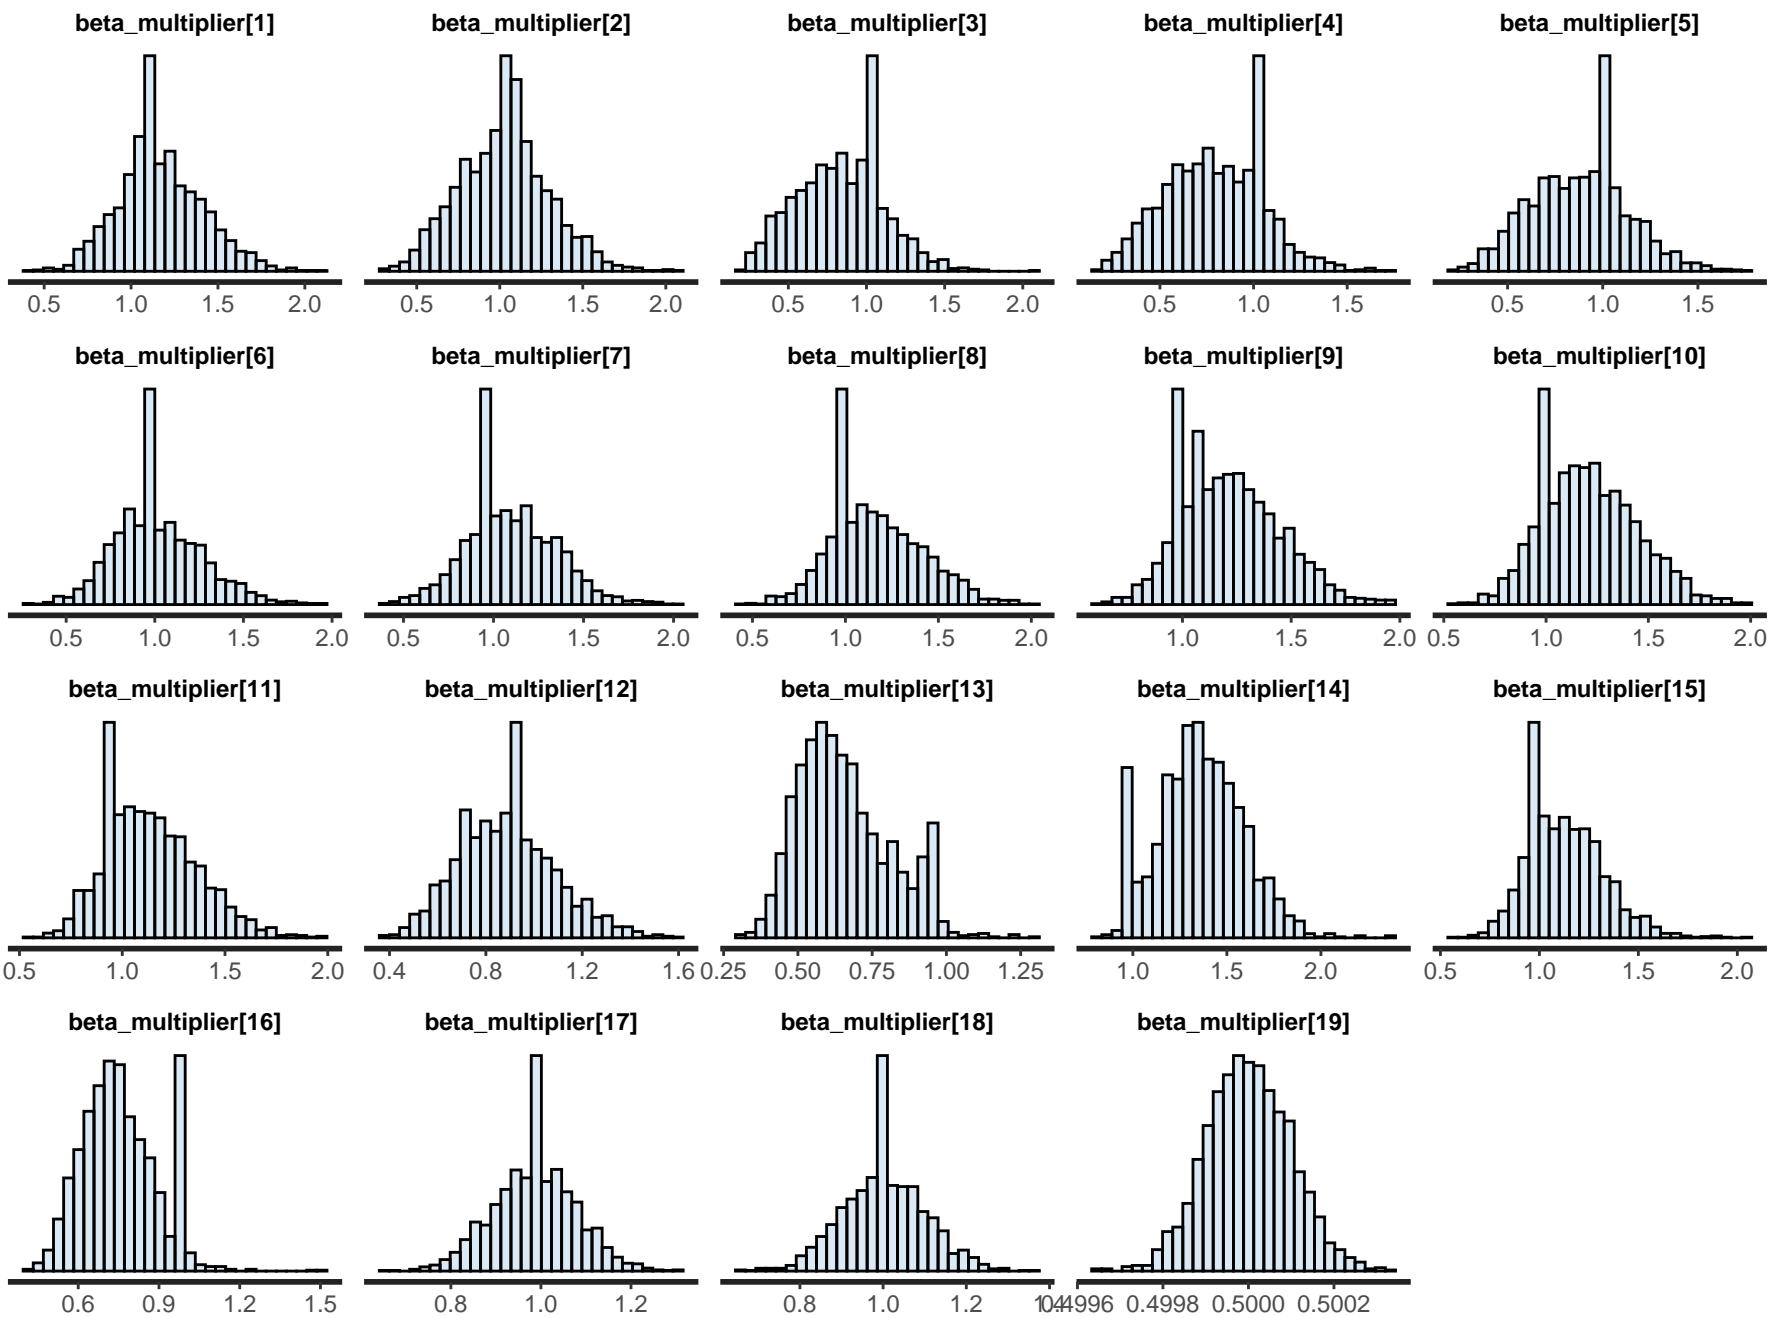 beta_multiplier[1] beta_multiplier[2] beta_multiplier[3] beta_multiplier[4] beta_multiplier[5]
0.5 1.0 1.5 2.0 0.5 1.0 1.5 2.0 0.5 1.0 1.5 2.0 0.5 1.0 1.5 0.5 1.0 1.5
beta_multiplier[6] beta_multiplier[7] beta_multiplier[8] beta_multiplier[9] beta_multiplier[10]
0.5 1.0 1.5 2.0 0.5 1.0 1.5 2.0 0.5 1.0 1.5 2.0 1.0 1.5 2.0 0.5 1.0 1.5 2.0
beta_multiplier[11] beta_multiplier[12] beta_multiplier[13] beta_multiplier[14] beta_multiplier[15]
0.5 1.0 1.5 2.0 0.4 0.8 1.2 1.6 0.25 0.50 0.75 1.00 1.25 1.0 1.5 2.0 0.5 1.0 1.5 2.0
beta_multiplier[16] beta_multiplier[17] beta_multiplier[18] beta_multiplier[19]
0.6 0.9 1.2 1.5 0.8 1.0 1.2 0.8 1.0 1.2 1.4 0.4996 0.4998 0.5000 0.5002